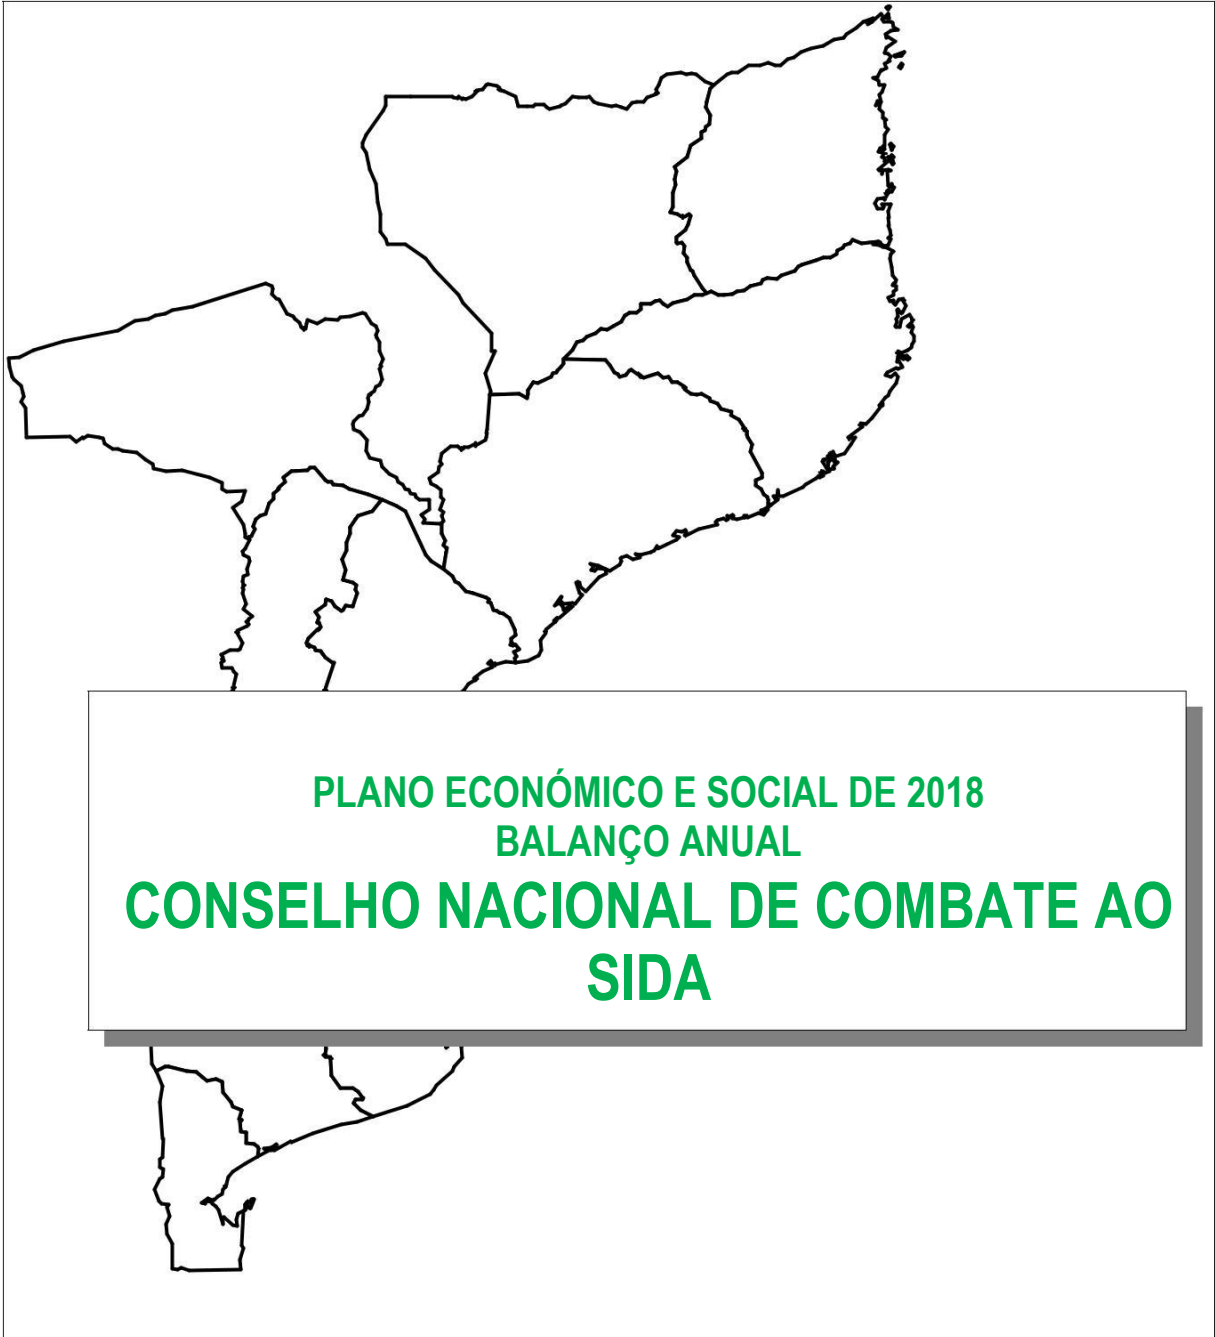 PLANO ECONÓMICO E SOCIAL DE 2018
BALANÇO ANUAL
CONSELHO NACIONAL DE COMBATE AO
SIDA